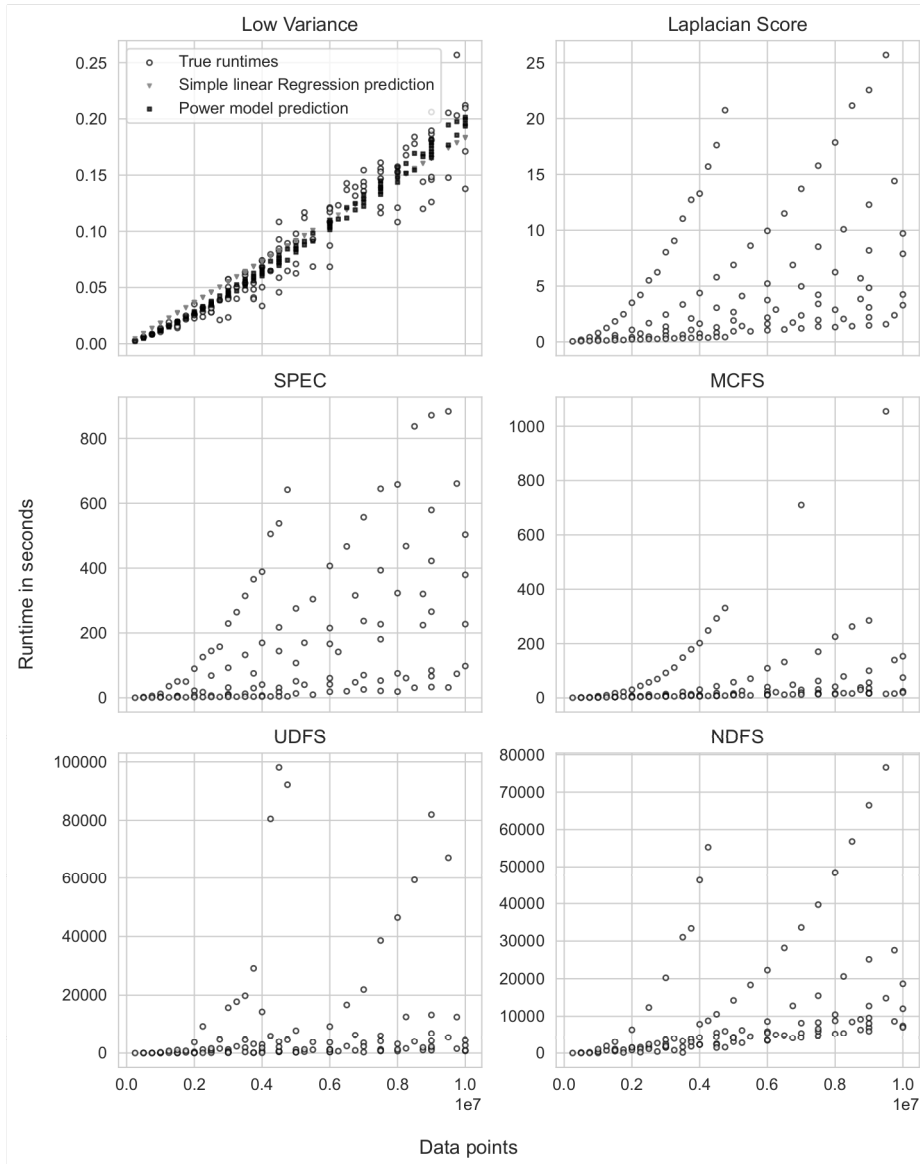 Low Variance
Laplacian Score
0.25
0.20
0.15
0.10
0.05
0.00
True runtimes
Simple linear Regression prediction
Power model prediction
25
20
15
10
5
0
SPEC
MCFS
800
600
400
200
0
1000
800
600
400
200
0
Runtime in seconds
UDFS
NDFS
100000
80000
60000
40000
20000
0
80000
70000
60000
50000
40000
30000
20000
10000
0
0.0 0.2 0.4 0.6 0.8 1.0
1e7
0.0 0.2 0.4 0.6 0.8 1.0
1e7
Data points